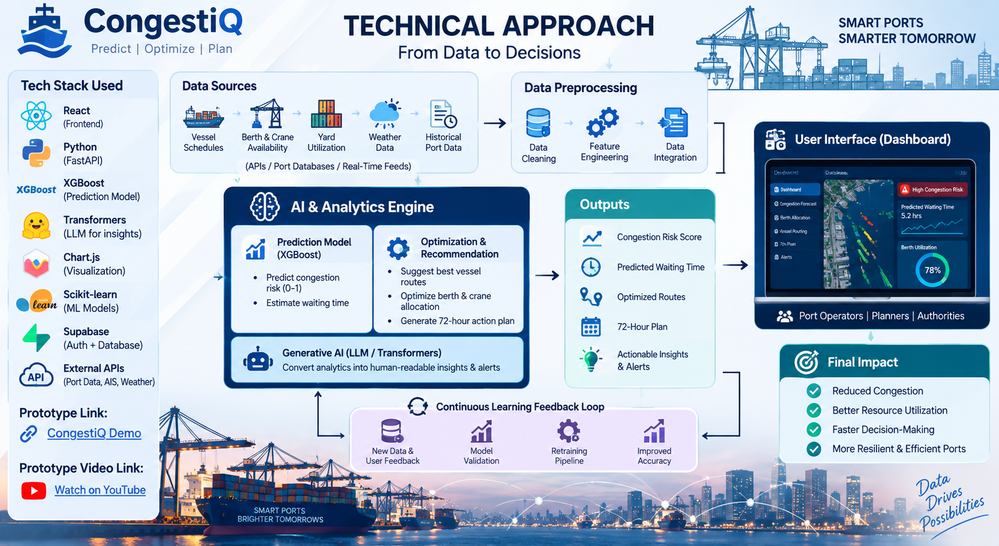 CongestiQ
Predict | Optimize | Plan
TECHNICAL APPROACH
From Data to Decisions
SMART PORTS
SMARTER TOMORROW
Tech Stack Used
React
(Frontend)
Python
(FastAPI)
XGBoost
XGBoost
(Prediction Model)
Transformers
(LLM for insights)
Chart.js
(Visualization)
learn
Scikit-learn
(ML Models)
Supabase
(Auth + Database)
API
External APIs
(Port Data, AIS, Weather)
Prototype Link:
CongestiQ Demo
Prototype Video Link:
Watch on YouTube
Data Sources
Vessel
Schedules
Berth & Crane
Availability
Yard
Utilization
Weather
Data
Historical
Port Data
(APIs / Port Databases / Real-Time Feeds)
Data Preprocessing
Data
Cleaning
Feature
Engineering
Data
Integration
AI & Analytics Engine
Prediction Model
(XGBoost)
• Predict congestion
risk (0-1)
• Estimate waiting time
Optimization &
Recommendation
• Suggest best vessel
routes
• Optimize berth & crane
allocation
• Generate 72-hour action plan
Generative AI (LLM / Transformers)
Convert analytics into human-readable insights & alerts
Outputs
Congestion Risk Score
Predicted Waiting Time
Optimized Routes
72-Hour Plan
Actionable Insights
& Alerts
User Interface (Dashboard)
Dashboard
Congestion Forecast
Berth Allocation
Vessel Routing
Alerts
High Congestion Risk
Predicted Waiting Time
5.2 hrs
Berth Utilization
78%
Port Operators | Planners | Authorities
Final Impact
Reduced Congestion
Better Resource Utilization
Faster Decision-Making
More Resilient & Efficient Ports
Continuous Learning Feedback Loop
New Data &
User Feedback
Model
Validation
Retraining
Pipeline
Improved
Accuracy
SMART PORTS
BRIGHTER TOMORROWS
Data
Drives
Possibilities